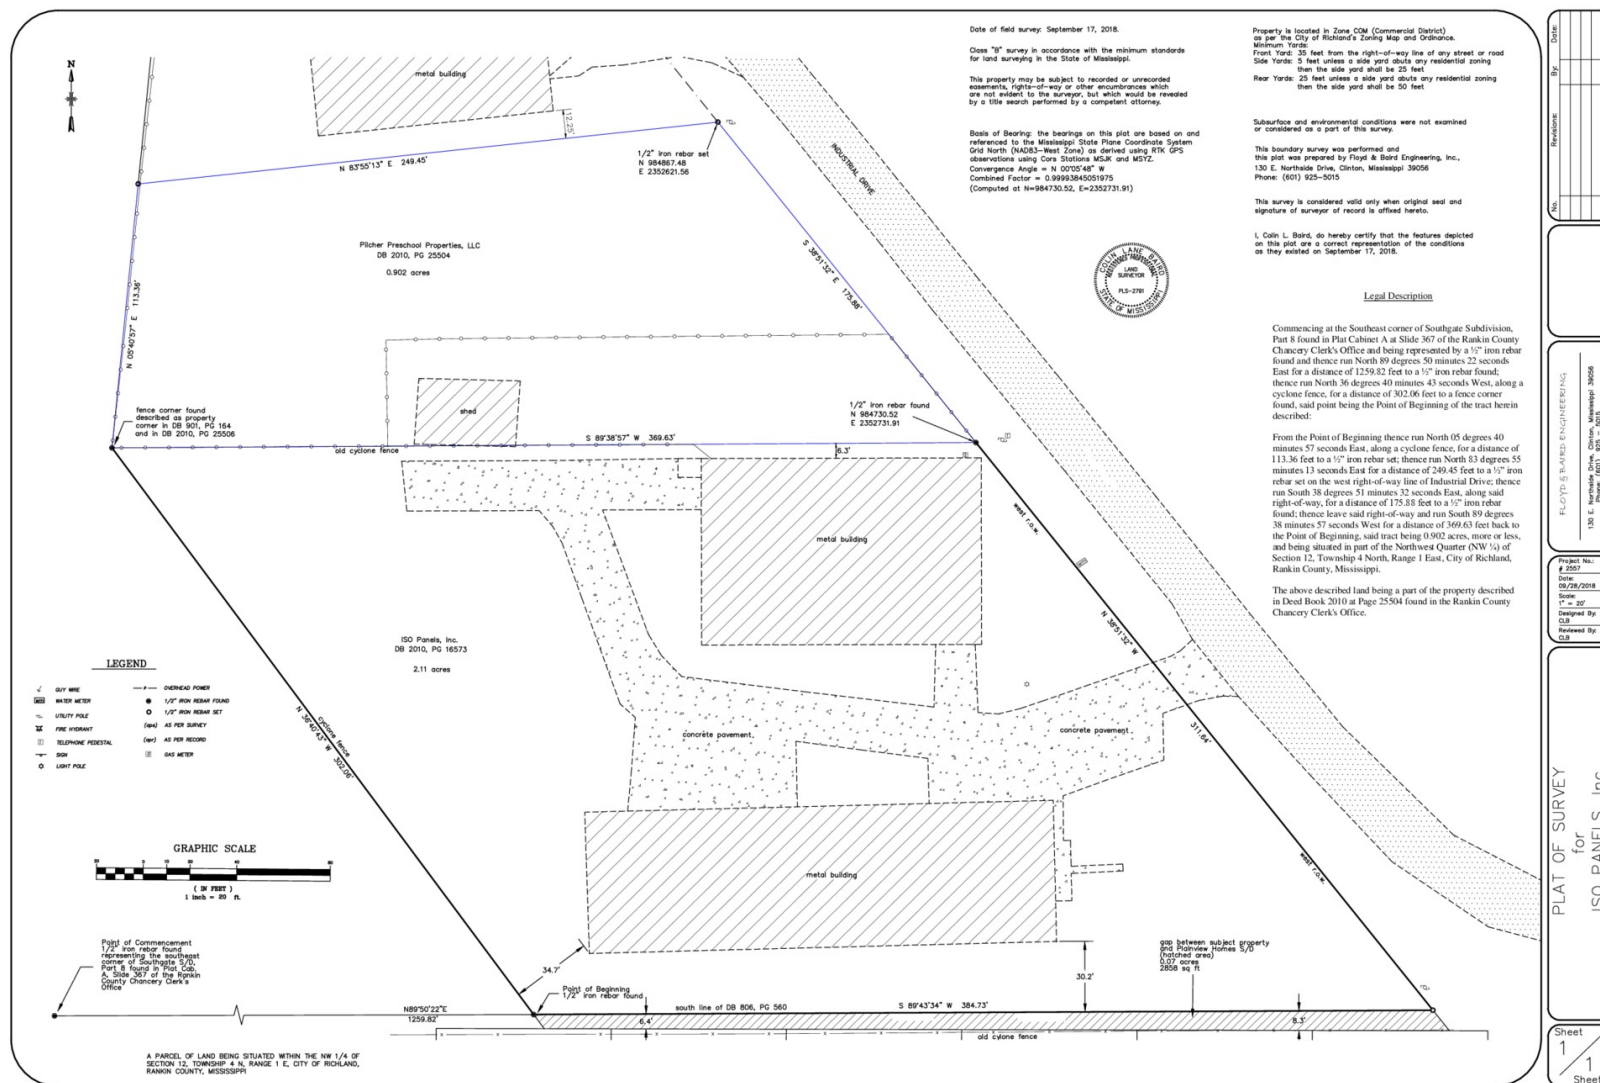 N
metal building
12.25'
N 83°55'13" E 249.45'
1/2" iron rebar set
N 984867.48
E 2352621.56
INDUSTRIAL DRIVE
Date of field survey: September 17, 2018.
Class "B" survey in accordance with the minimum standards
for land surveying in the State of Mississippi.
This property may be subject to recorded or unrecorded
easements, rights-of-way or other encumbrances which
are not evident to the surveyor, but which would be revealed
by a title search performed by a competent attorney.
Basis of Bearing: the bearings on this plat are based on and
referenced to the Mississippi State Plane Coordinate System
Grid North (NAD83-West Zone) as derived using RTK GPS
observations using Cors Stations MSJK and MSYZ.
Convergence Angle = N 00°05'48" W
Combined Factor = 0.99993845051975
(Computed at N=984730.52, E=2352731.91)
Property is located in Zone COM (Commercial District)
as per the City of Richland's Zoning Map and Ordinance.
Minimum Yards:
Front Yard: 35 feet from the right-of-way line of any street or road
Side Yards: 5 feet unless a side yard abuts any residential zoning
then the side yard shall be 25 feet
Rear Yards: 25 feet unless a side yard abuts any residential zoning
then the side yard shall be 50 feet
Subsurface and environmental conditions were not examined
or considered as a part of this survey.
This boundary survey was performed and
this plat was prepared by Floyd & Baird Engineering, Inc.,
130 E. Northside Drive, Clinton, Mississippi 39056
Phone: (601) 925-5015
This survey is considered valid only when original seal and
signature of surveyor of record is affixed hereto.
I, Colin L. Baird, do hereby certify that the features depicted
on this plat are a correct representation of the conditions
as they existed on September 17, 2018.
COLIN LANE BAIRD
REGISTERED PROFESSIONAL
LAND
SURVEYOR
PLS-2791
STATE OF MISSISSIPPI
Legal Description
Commencing at the Southeast corner of Southgate Subdivision,
Part 8 found in Plat Cabinet A at Slide 367 of the Rankin County
Chancery Clerk's Office and being represented by a ½" iron rebar
found and thence run North 89 degrees 50 minutes 22 seconds
East for a distance of 1259.82 feet to a ½" iron rebar found;
thence run North 36 degrees 40 minutes 43 seconds West, along a
cyclone fence, for a distance of 302.06 feet to a fence corner
found, said point being the Point of Beginning of the tract herein
described:
From the Point of Beginning thence run North 05 degrees 40
minutes 57 seconds East, along a cyclone fence, for a distance of
113.36 feet to a ½" iron rebar set; thence run North 83 degrees 55
minutes 13 seconds East for a distance of 249.45 feet to a ½" iron
rebar set on the west right-of-way line of Industrial Drive; thence
run South 38 degrees 51 minutes 32 seconds East, along said
right-of-way, for a distance of 175.88 feet to a ½" iron rebar
found; thence leave said right-of-way and run South 89 degrees
38 minutes 57 seconds West for a distance of 369.63 feet back to
the Point of Beginning, said tract being 0.902 acres, more or less,
and being situated in part of the Northwest Quarter (NW ¼) of
Section 12, Township 4 North, Range 1 East, City of Richland,
Rankin County, Mississippi.
The above described land being a part of the property described
in Deed Book 2010 at Page 25504 found in the Rankin County
Chancery Clerk's Office.
Pilcher Preschool Properties, LLC
DB 2010, PG 25504
0.902 acres
N 05°40'57" E 113.36'
S 38°51'32" E 175.88'
fence corner found
described as property
corner in DB 901, PG 164
and in DB 2010, PG 25506
shed
1/2" iron rebar found
N 984730.52
E 2352731.91
S 89°38'57" W 369.63'
old cyclone fence
6.3'
metal building
west r.o.w.
N 38°51'32" W
311.64'
west r.o.w.
ISO Panels, Inc.
DB 2010, PG 16573
2.11 acres
cyclone fence
N 36°40'43" W 302.06'
concrete pavement
concrete pavement
metal building
LEGEND
GUY WIRE
WATER METER
UTILITY POLE
FIRE HYDRANT
TELEPHONE PEDESTAL
SIGN
LIGHT POLE
OVERHEAD POWER
1/2" IRON REBAR FOUND
1/2" IRON REBAR SET
(aps) AS PER SURVEY
(apr) AS PER RECORD
GAS METER
GRAPHIC SCALE
20 0 10 20 40 80
( IN FEET )
1 inch = 20 ft.
Point of Commencement
1/2" iron rebar found
representing the southeast
corner of Southgate S/D,
Part 8 found in Plat Cab.
A, Slide 367 of the Rankin
County Chancery Clerk's
Office
N89°50'22"E
1259.82'
34.7'
Point of Beginning
1/2" iron rebar found
south line of DB 806, PG 560
S 89°43'34" W 384.73'
30.2'
6.4'
8.3'
gap between subject property
and Plainview Homes S/D
(hatched area)
0.07 acres
2858 sq ft
old cylone fence
A PARCEL OF LAND BEING SITUATED WITHIN THE NW 1/4 OF
SECTION 12, TOWNSHIP 4 N, RANGE 1 E, CITY OF RICHLAND,
RANKIN COUNTY, MISSISSIPPI
Date:
By:
Revisions:
No.
FLOYD & BAIRD ENGINEERING
130 E. Northside Drive, Clinton, Mississippi 39056
Phone: (601) 925 - 5015
Project No.:
# 2557
Date:
09/28/2018
Scale:
1" = 20'
Designed By:
CLB
Reviewed By:
CLB
PLAT OF SURVEY
for
ISO PANELS, Inc.
Sheet
1
1
Sheet